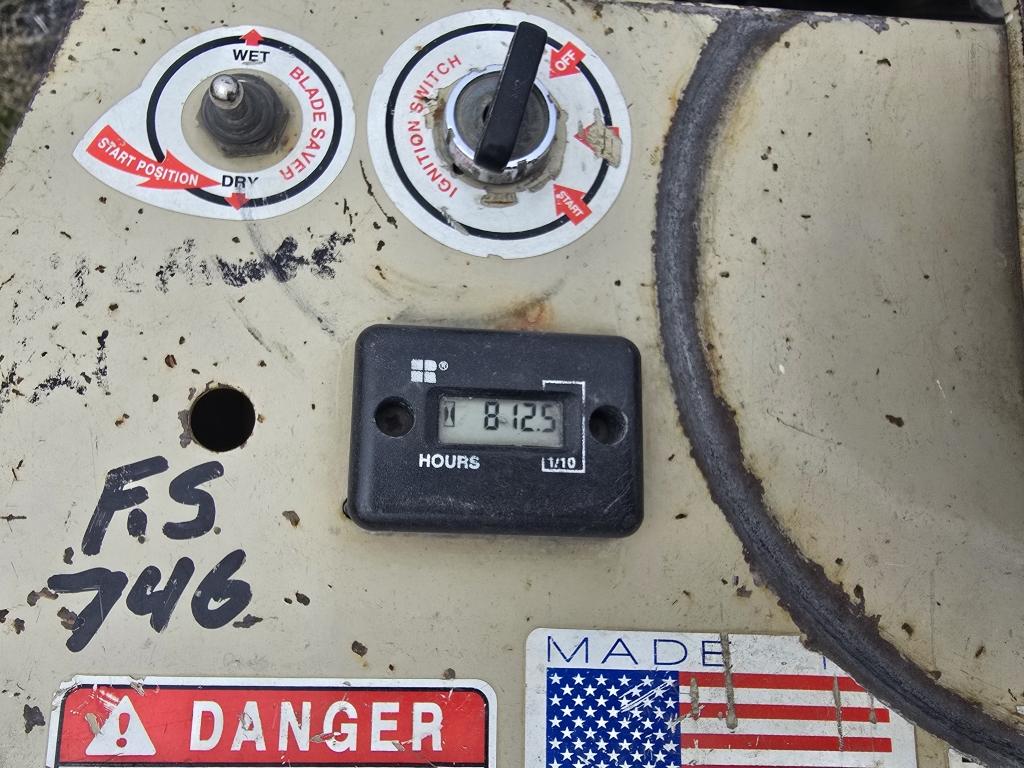 WET
BLADE SAVER
START POSITION
DRY
IGNITION SWITCH
OFF
START
®
812.5
HOURS
1/10
F.S
746
MADE
DANGER